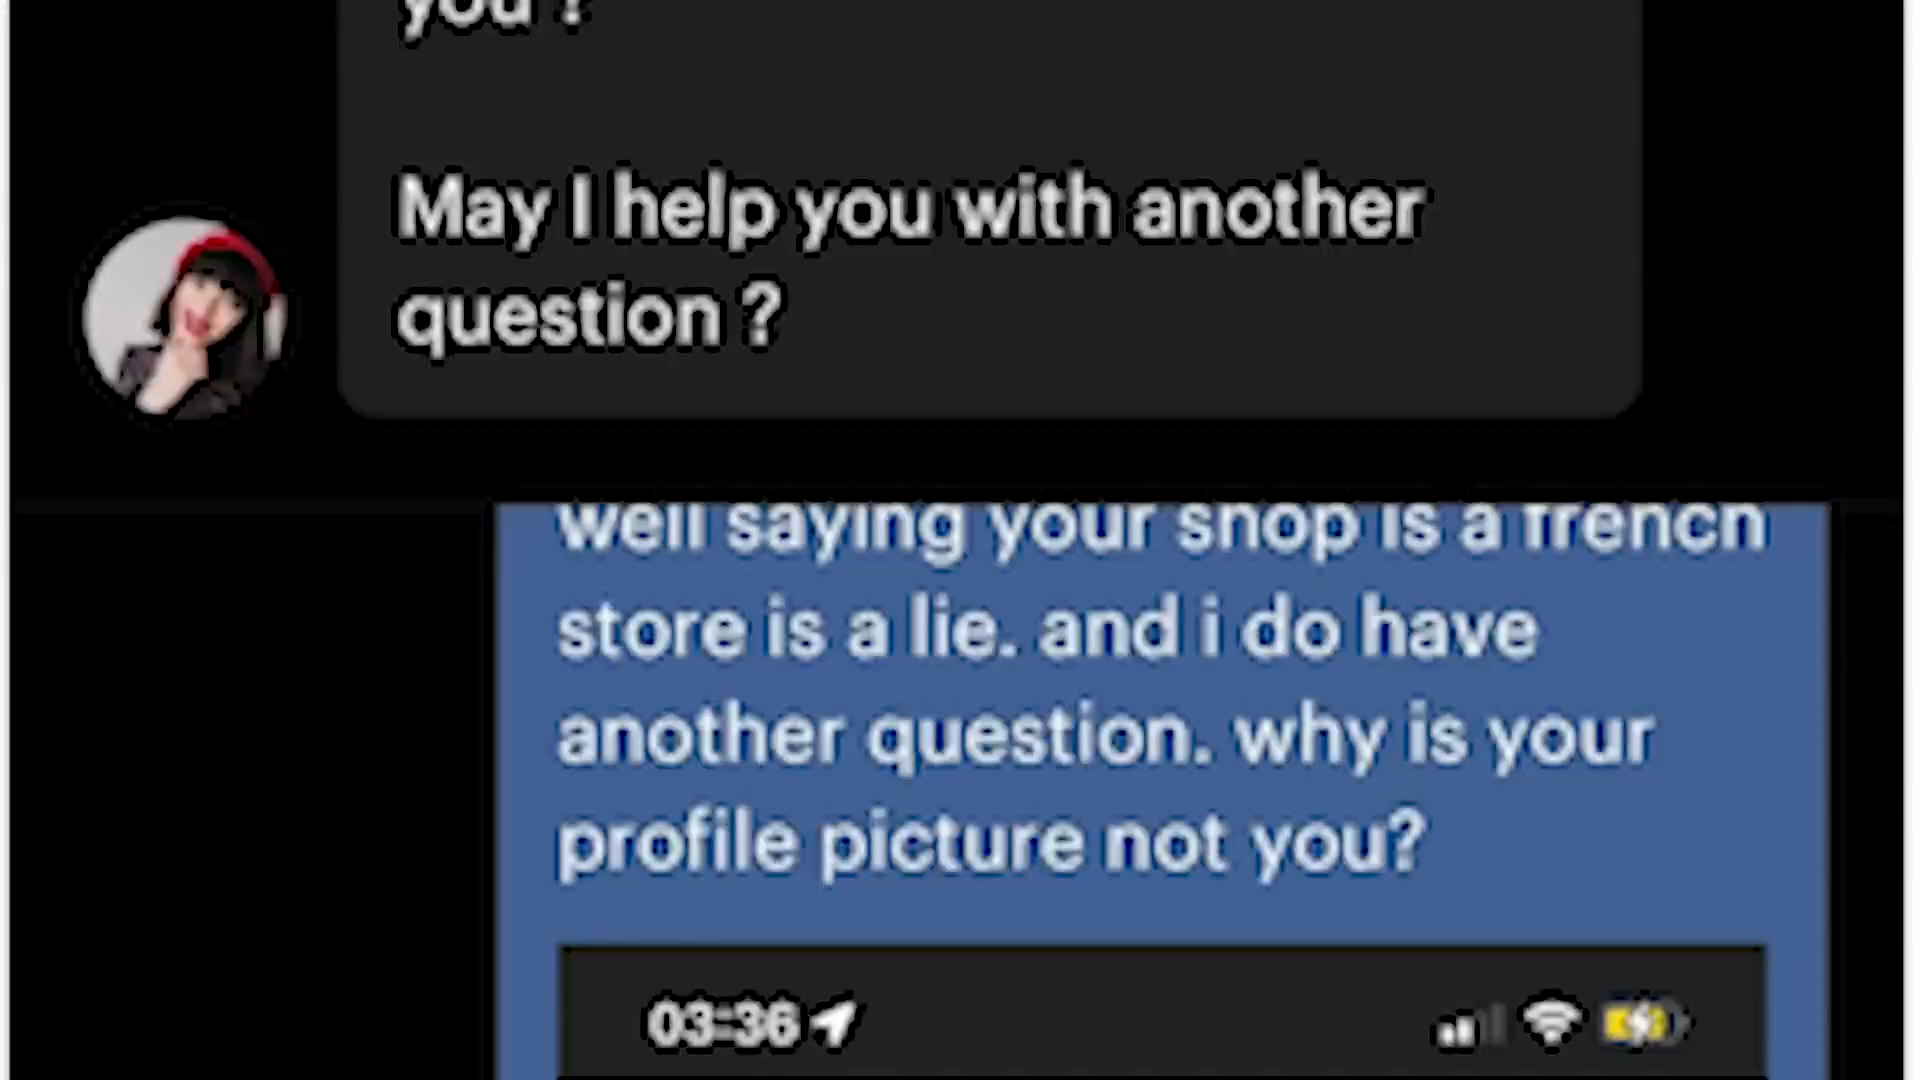 you ?
May I help you with another
question ?
well saying your shop is a french
store is a lie. and i do have
another question. why is your
profile picture not you?
03:36